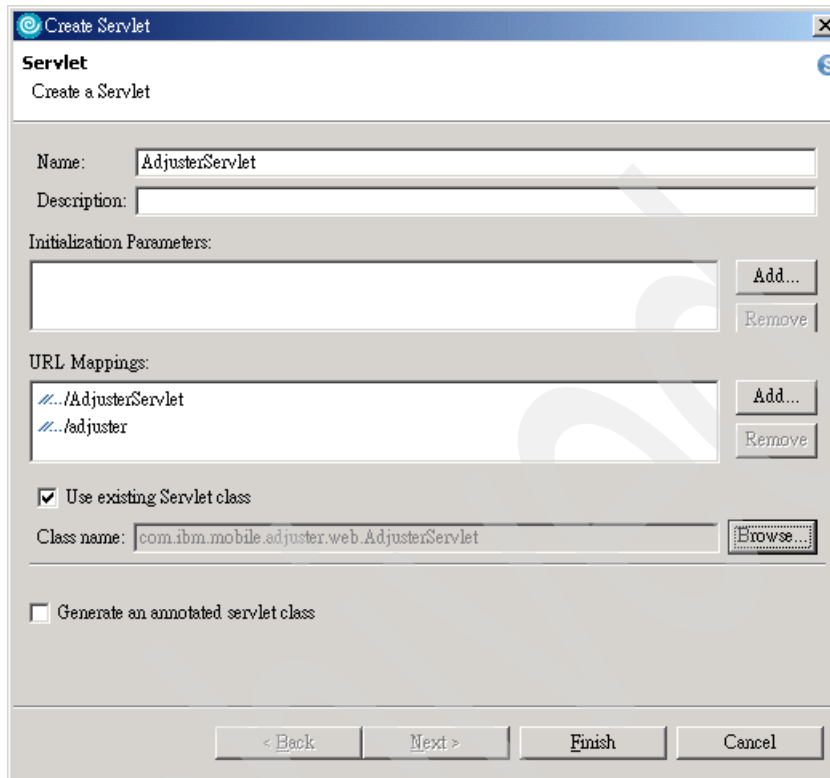 Create Servlet
Servlet
Create a Servlet
Name: AdjusterServlet
Description:
Initialization Parameters:
Add...
Remove
URL Mappings:
//.../AdjusterServlet
//.../adjuster
Add...
Remove
Use existing Servlet class
Class name: com.ibm.mobile.adjuster.web.AdjusterServlet Browse...
Generate an annotated servlet class
< Back Next > Finish Cancel